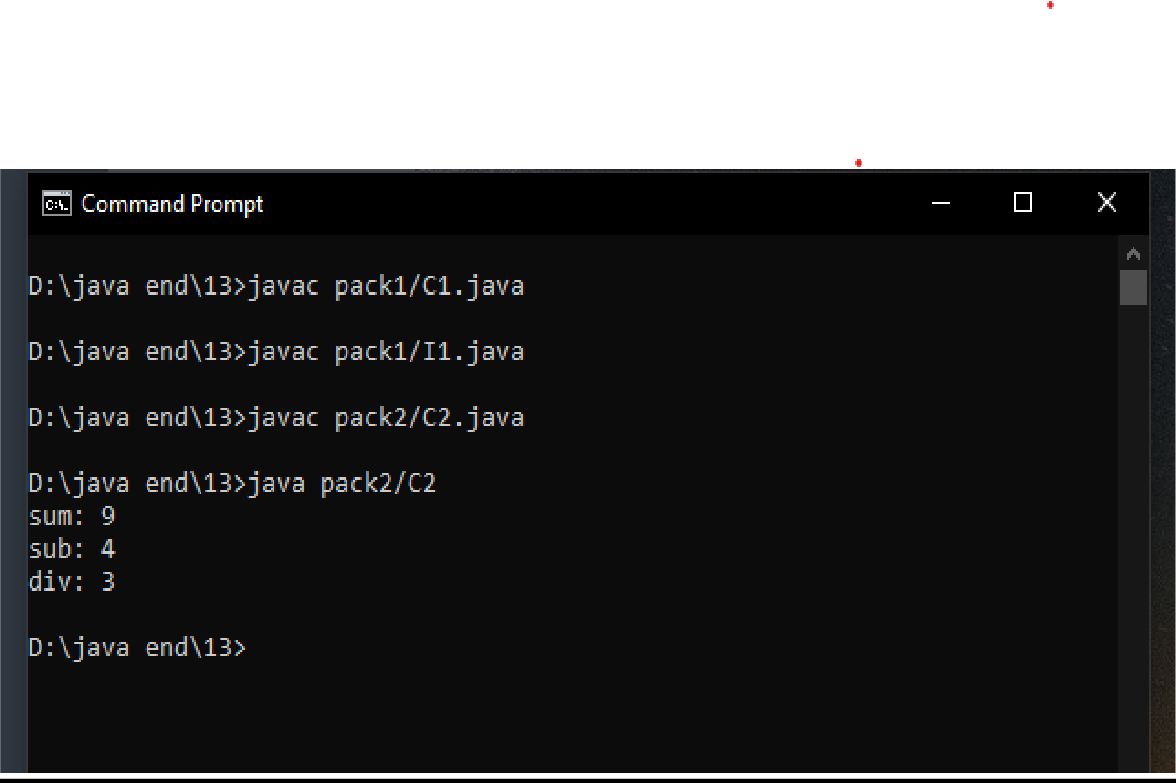 Command Prompt
D:\java end\13>javac pack1/C1.java
D:\java end\13>javac pack1/I1.java
D:\java end\13>javac pack2/C2.java
D:\java end\13>java pack2/C2
sum: 9
sub: 4
div: 3
D:\java end\13>